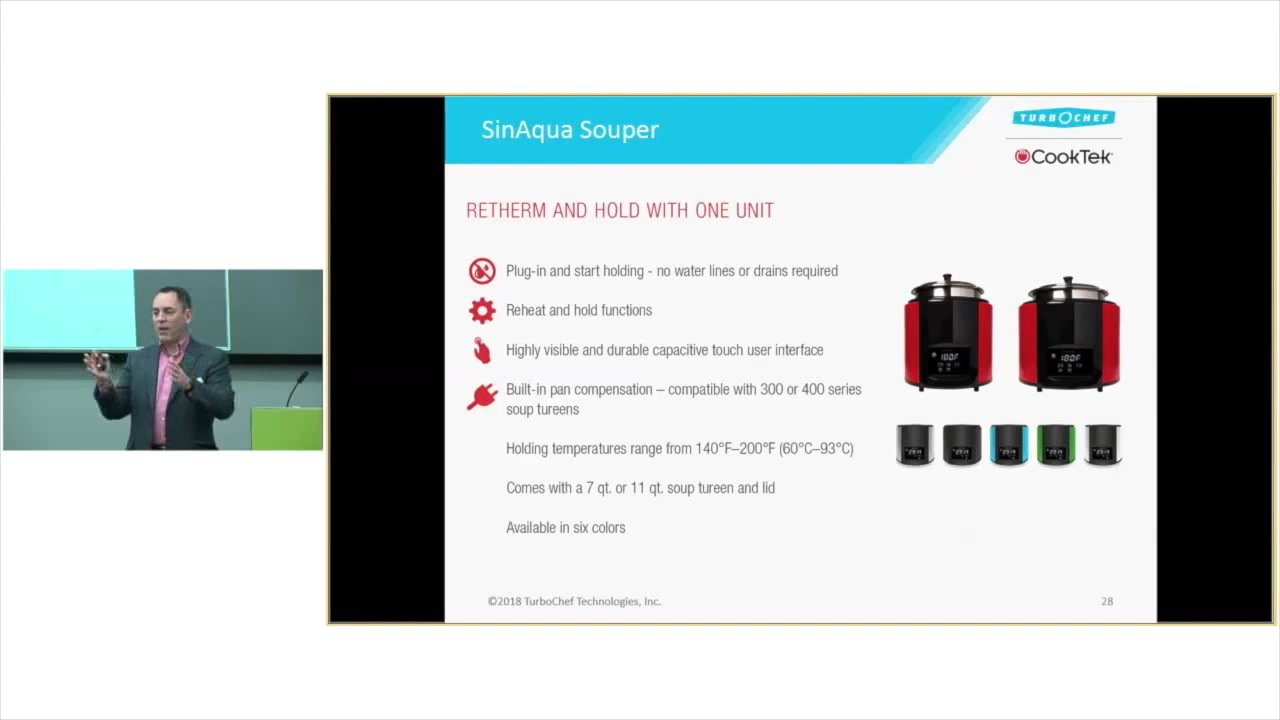 SinAqua Souper
TURBOCHEF
CookTek
RETHERM AND HOLD WITH ONE UNIT
Plug-in and start holding - no water lines or drains required
Reheat and hold functions
Highly visible and durable capacitive touch user interface
Built-in pan compensation – compatible with 300 or 400 series
soup tureens
Holding temperatures range from 140°F–200°F (60°C–93°C)
Comes with a 7 qt. or 11 qt. soup tureen and lid
Available in six colors
180F
180F
©2018 TurboChef Technologies, Inc.
28